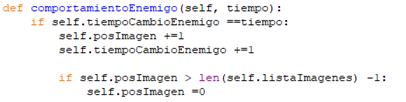 def comportamientoEnemigo(self, tiempo):
    if self.tiempoCambioEnemigo ==tiempo:
        self.posImagen +=1
        self.tiempoCambioEnemigo +=1

        if self.posImagen > len(self.listaImagenes) -1:
            self.posImagen =0